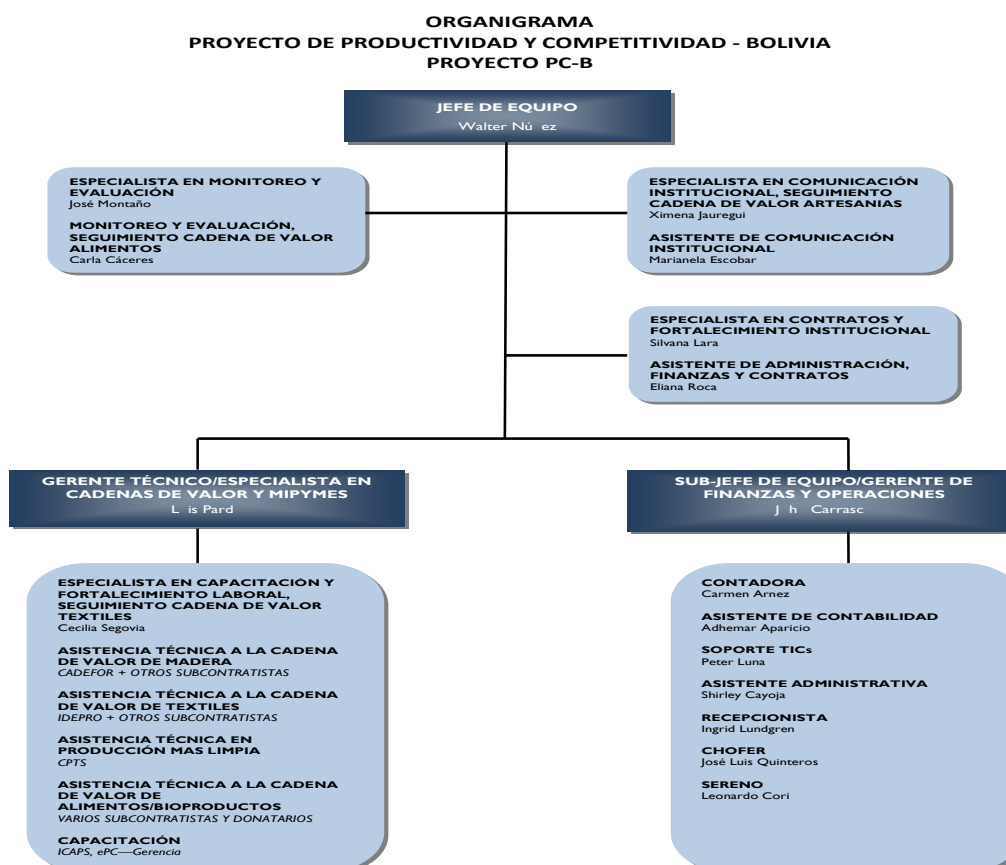 ORGANIGRAMA
PROYECTO DE PRODUCTIVIDAD Y COMPETITIVIDAD - BOLIVIA
PROYECTO PC-B
JEFE DE EQUIPO
Walter Nú ez
ESPECIALISTA EN MONITOREO Y
EVALUACIÓN
José Montaño
MONITOREO Y EVALUACIÓN,
SEGUIMIENTO CADENA DE VALOR
ALIMENTOS
Carla Cáceres
ESPECIALISTA EN COMUNICACIÓN
INSTITUCIONAL, SEGUIMIENTO
CADENA DE VALOR ARTESANIAS
Ximena Jauregui
ASISTENTE DE COMUNICACIÓN
INSTITUCIONAL
Marianela Escobar
ESPECIALISTA EN CONTRATOS Y
FORTALECIMIENTO INSTITUCIONAL
Silvana Lara
ASISTENTE DE ADMINISTRACIÓN,
FINANZAS Y CONTRATOS
Eliana Roca
GERENTE TÉCNICO/ESPECIALISTA EN
CADENAS DE VALOR Y MIPYMES
L is Pard
SUB-JEFE DE EQUIPO/GERENTE DE
FINANZAS Y OPERACIONES
J h Carrasc
ESPECIALISTA EN CAPACITACIÓN Y
FORTALECIMIENTO LABORAL,
SEGUIMIENTO CADENA DE VALOR
TEXTILES
Cecilia Segovia
ASISTENCIA TÉCNICA A LA CADENA
DE VALOR DE MADERA
CADEFOR + OTROS SUBCONTRATISTAS
ASISTENCIA TÉCNICA A LA CADENA
DE VALOR DE TEXTILES
IDEPRO + OTROS SUBCONTRATISTAS
ASISTENCIA TÉCNICA EN
PRODUCCIÓN MAS LIMPIA
CPTS
ASISTENCIA TÉCNICA A LA CADENA
DE VALOR DE
ALIMENTOS/BIOPRODUCTOS
VARIOS SUBCONTRATISTAS Y DONATARIOS
CAPACITACIÓN
ICAPS, ePC—Gerencia
CONTADORA
Carmen Arnez
ASISTENTE DE CONTABILIDAD
Adhemar Aparicio
SOPORTE TICs
Peter Luna
ASISTENTE ADMINISTRATIVA
Shirley Cayoja
RECEPCIONISTA
Ingrid Lundgren
CHOFER
José Luis Quinteros
SERENO
Leonardo Cori